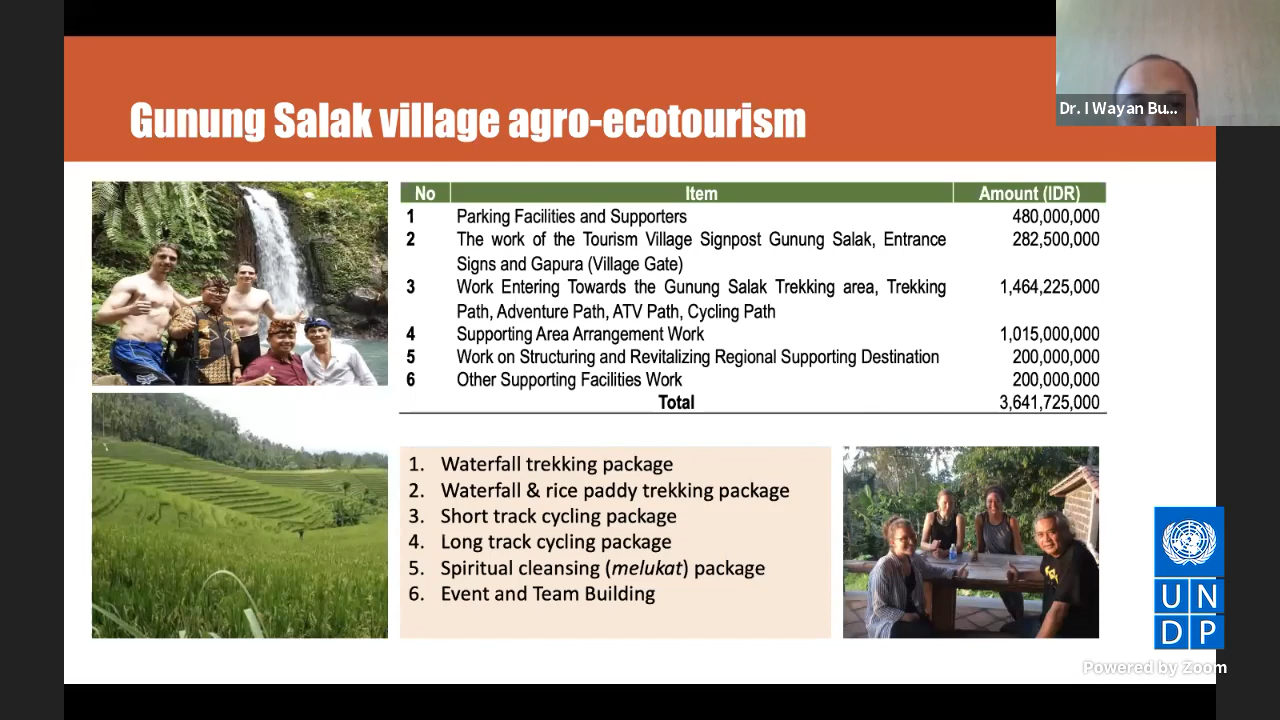 Dr. I Wayan Bu...
Gunung Salak village agro-ecotourism
No Item Amount (IDR)
1 Parking Facilities and Supporters 480,000,000
2 The work of the Tourism Village Signpost Gunung Salak, Entrance 282,500,000
Signs and Gapura (Village Gate)
3 Work Entering Towards the Gunung Salak Trekking area, Trekking 1,464,225,000
Path, Adventure Path, ATV Path, Cycling Path
4 Supporting Area Arrangement Work 1,015,000,000
5 Work on Structuring and Revitalizing Regional Supporting Destination 200,000,000
6 Other Supporting Facilities Work 200,000,000
Total 3,641,725,000
1. Waterfall trekking package
2. Waterfall & rice paddy trekking package
3. Short track cycling package
4. Long track cycling package
5. Spiritual cleansing (melukat) package
6. Event and Team Building
U N
D P
Powered by Zoom